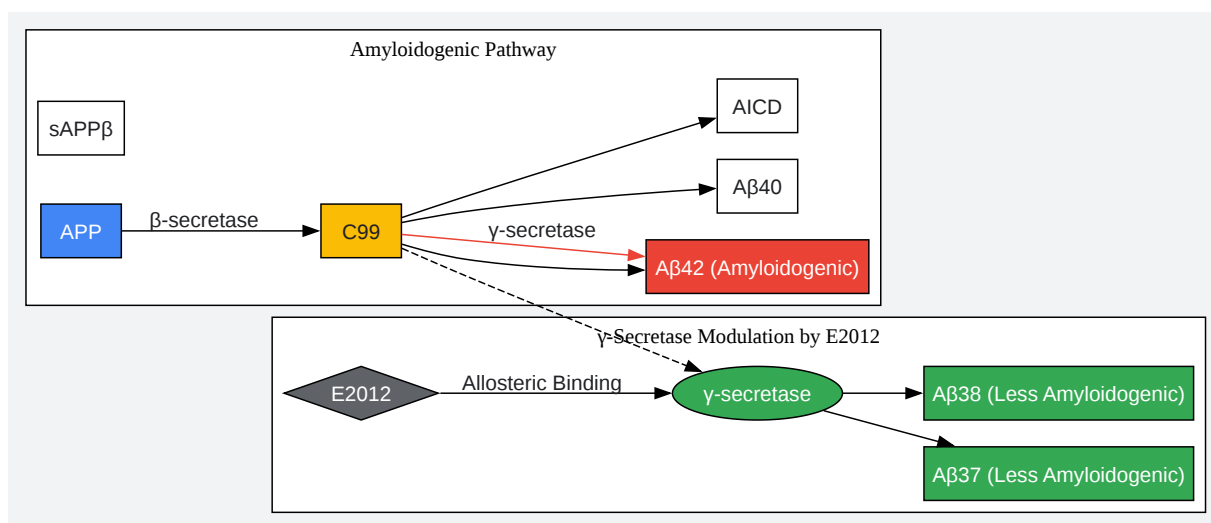 Amyloidogenic Pathway
sAPPβ
AICD
Aβ40
APP
β-secretase
C99
γ-secretase
Aβ42 (Amyloidogenic)
γ-Secretase Modulation by E2012
E2012
Allosteric Binding
γ-secretase
Aβ38 (Less Amyloidogenic)
Aβ37 (Less Amyloidogenic)